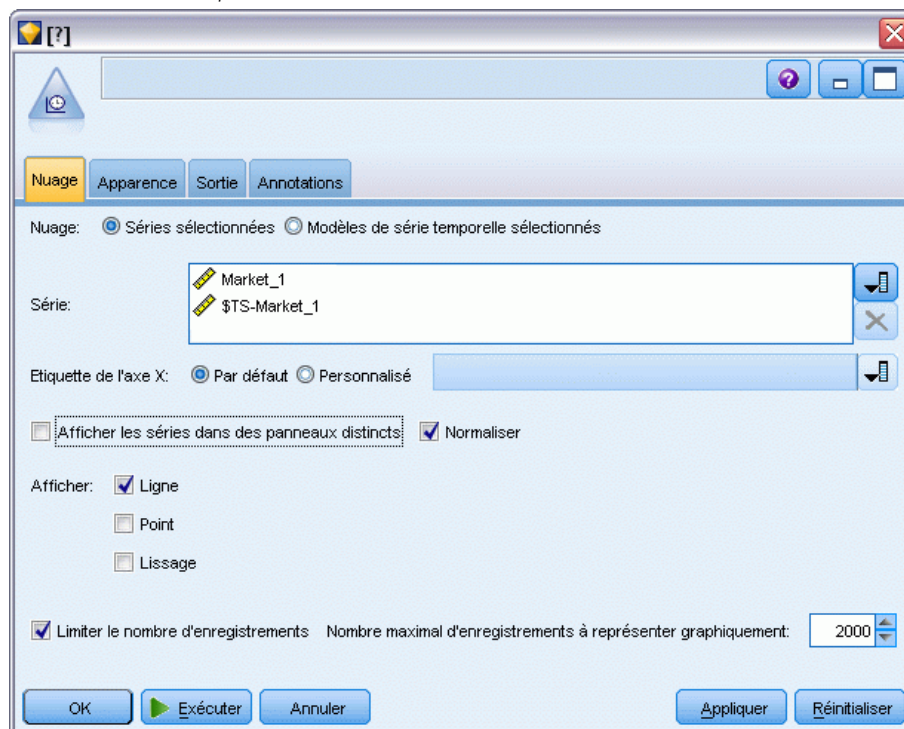 [?]
Nuage Apparence Sortie Annotations
Nuage: Séries sélectionnées Modèles de série temporelle sélectionnés
Série: Market_1
$TS-Market_1
Etiquette de l'axe X: Par défaut Personnalisé
Afficher les séries dans des panneaux distincts Normaliser
Afficher: Ligne
Point
Lissage
Limiter le nombre d'enregistrements Nombre maximal d'enregistrements à représenter graphiquement: 2000
OK Exécuter Annuler Appliquer Réinitialiser